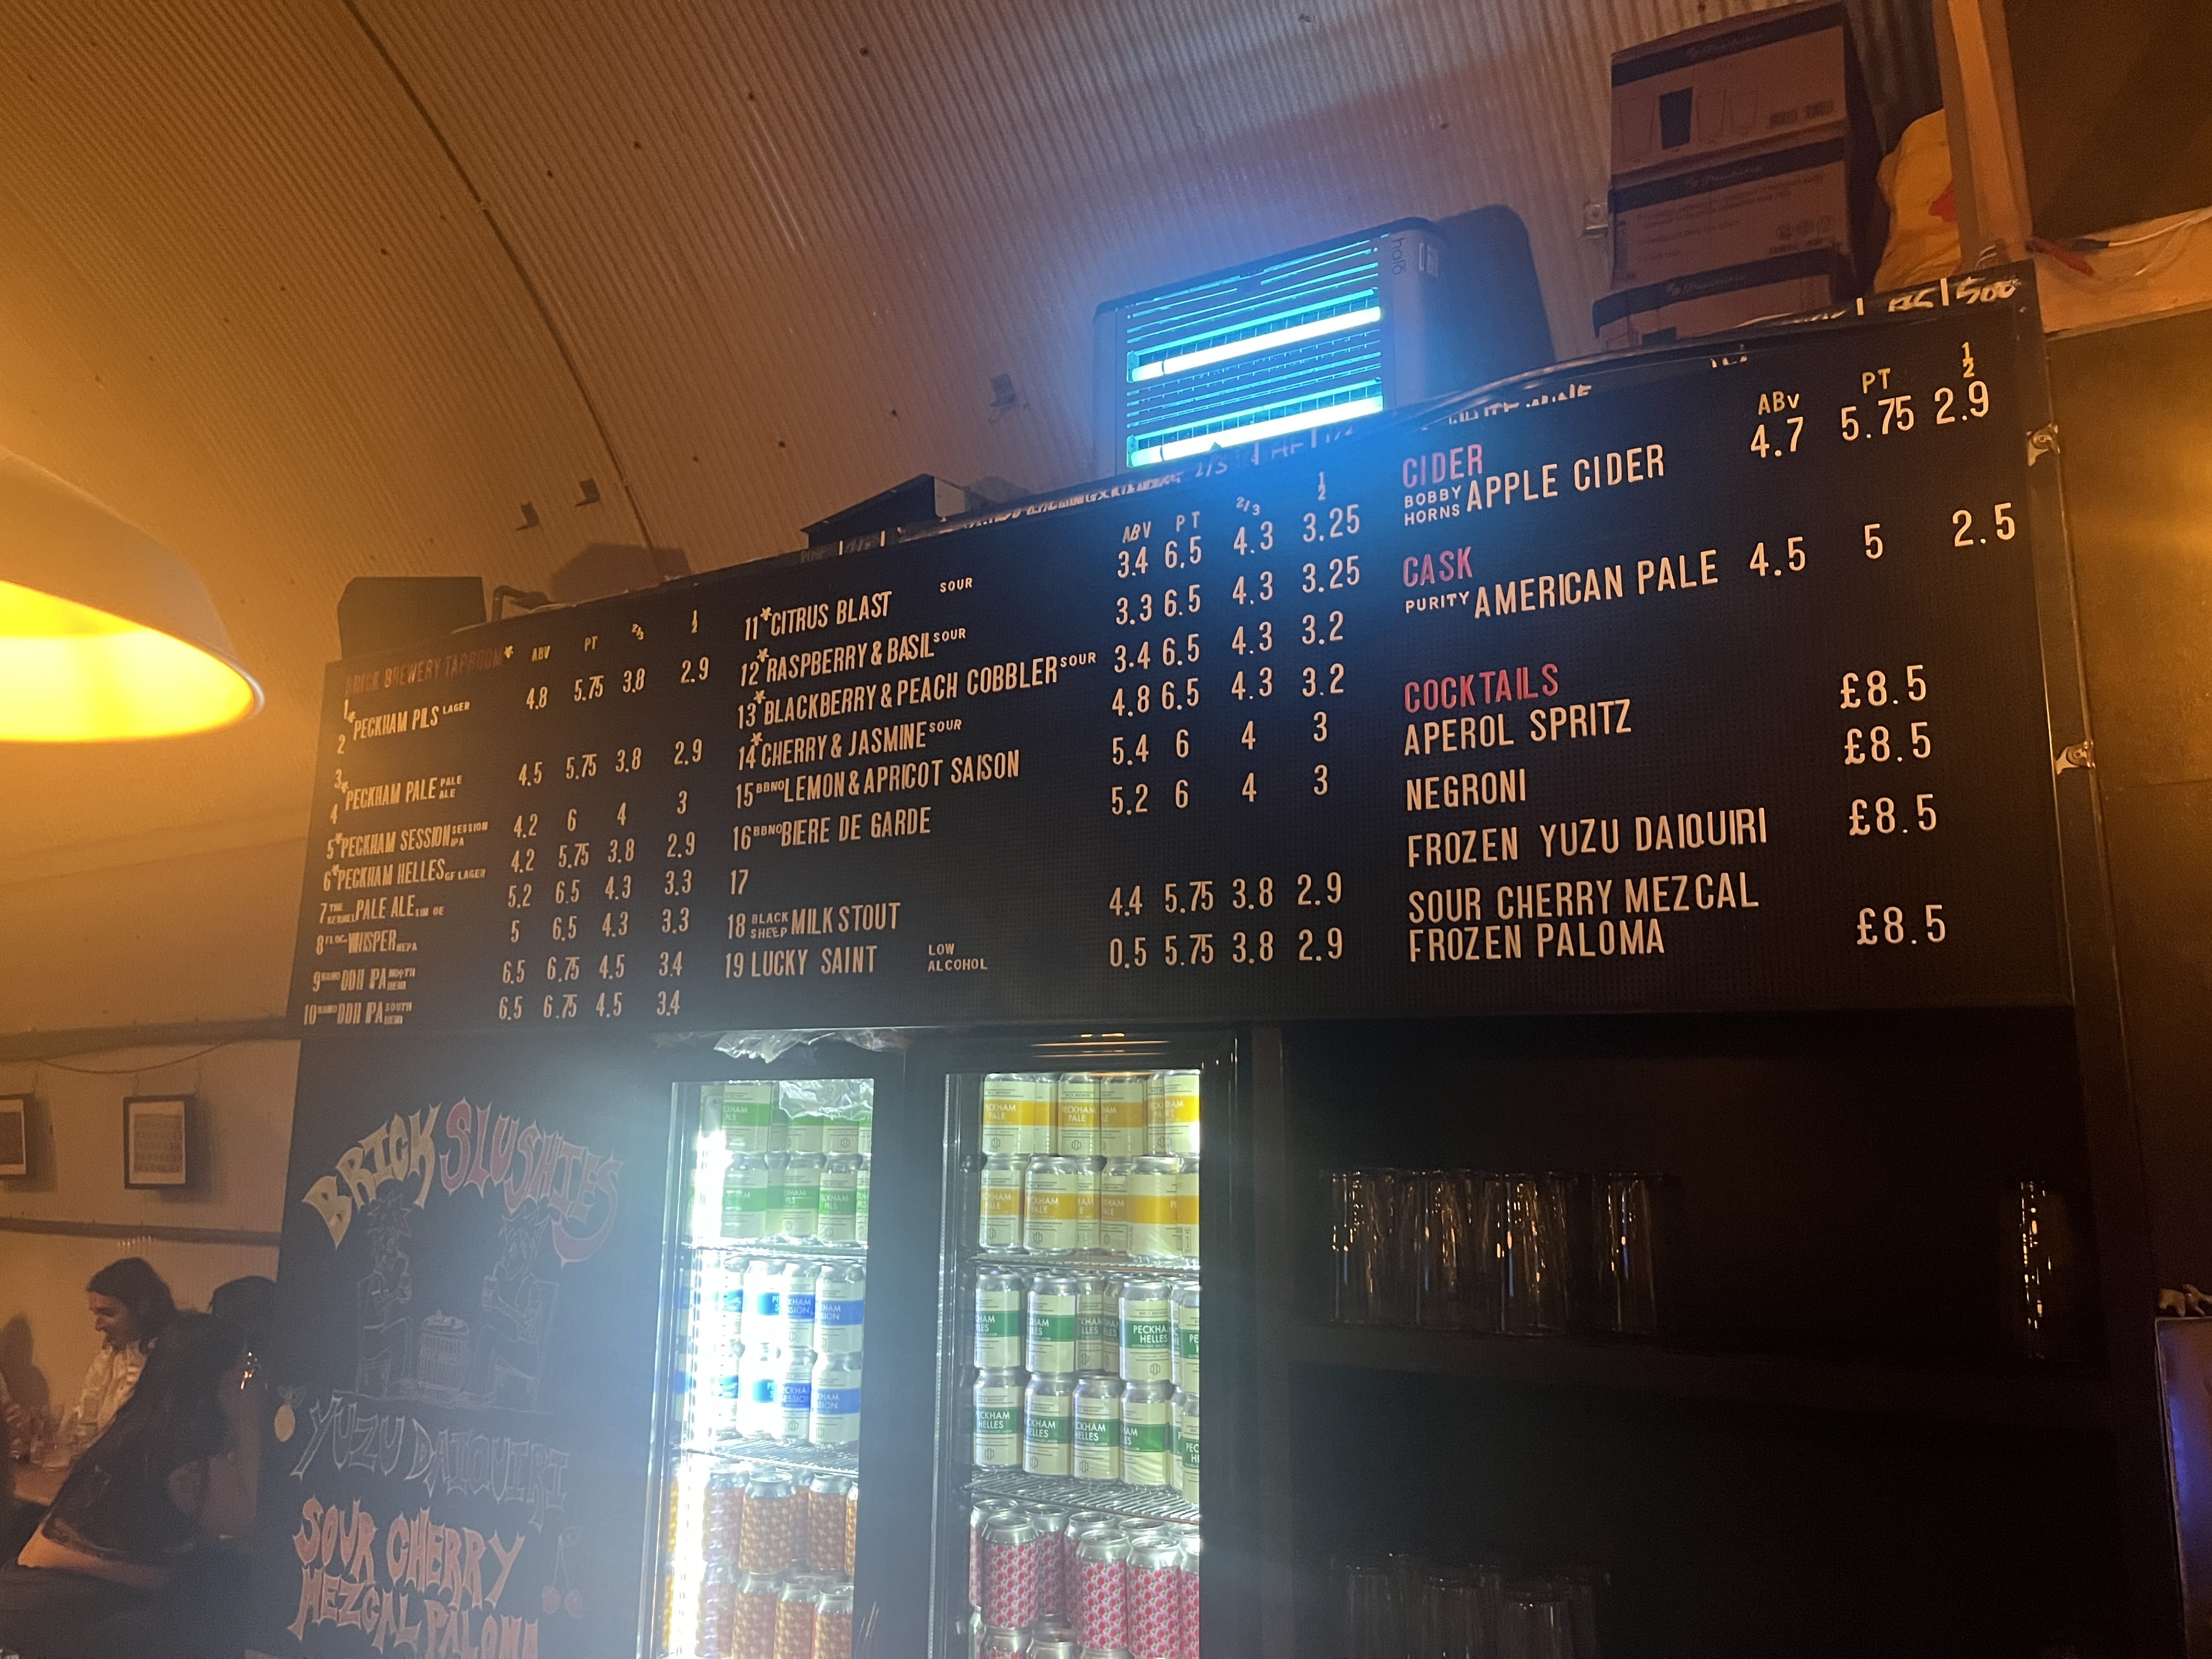 BRICK BREWERY TAPROOM* ABV PT 2/3 1/2
1
2 *PECKHAM PILS LAGER 4.8 5.75 3.8 2.9
3
4 *PECKHAM PALE PALE ALE 4.5 5.75 3.8 2.9
5 *PECKHAM SESSION SESSION IPA 4.2 6 4 3
6 *PECKHAM HELLES GF LAGER 4.2 5.75 3.8 2.9
7 THE KERNEL PALE ALE 5.2 6.5 4.3 3.3
8 WHISPER NEPA 5 6.5 4.3 3.3
9 DDH IPA NORTH 6.5 6.75 4.5 3.4
10 DDH IPA SOUTH 6.5 6.75 4.5 3.4
ABV PT 2/3 1/2
11 *CITRUS BLAST SOUR 3.4 6.5 4.3 3.25
12 *RASPBERRY & BASIL SOUR 3.3 6.5 4.3 3.25
13 *BLACKBERRY & PEACH COBBLER SOUR 3.4 6.5 4.3 3.2
14 *CHERRY & JASMINE SOUR 4.8 6.5 4.3 3.2
15 BBNO LEMON & APRICOT SAISON 5.4 6 4 3
16 BBNO BIERE DE GARDE 5.2 6 4 3
17
18 BLACK SHEEP MILK STOUT 4.4 5.75 3.8 2.9
19 LUCKY SAINT LOW ALCOHOL 0.5 5.75 3.8 2.9
ABV PT 1/2
CIDER
BOBBY HORNS APPLE CIDER 4.7 5.75 2.9
CASK
PURITY AMERICAN PALE 4.5 5 2.5
COCKTAILS
APEROL SPRITZ £8.5
NEGRONI £8.5
FROZEN YUZU DAIQUIRI £8.5
SOUR CHERRY MEZCAL
FROZEN PALOMA £8.5
halo
BRICK SLUSHIES
YUZU DAIQUIRI
SOUR CHERRY
MEZCAL PALOMA
PECKHAM
PALE
PECKHAM
PILS
PECKHAM
SESSION
PECKHAM
HELLES